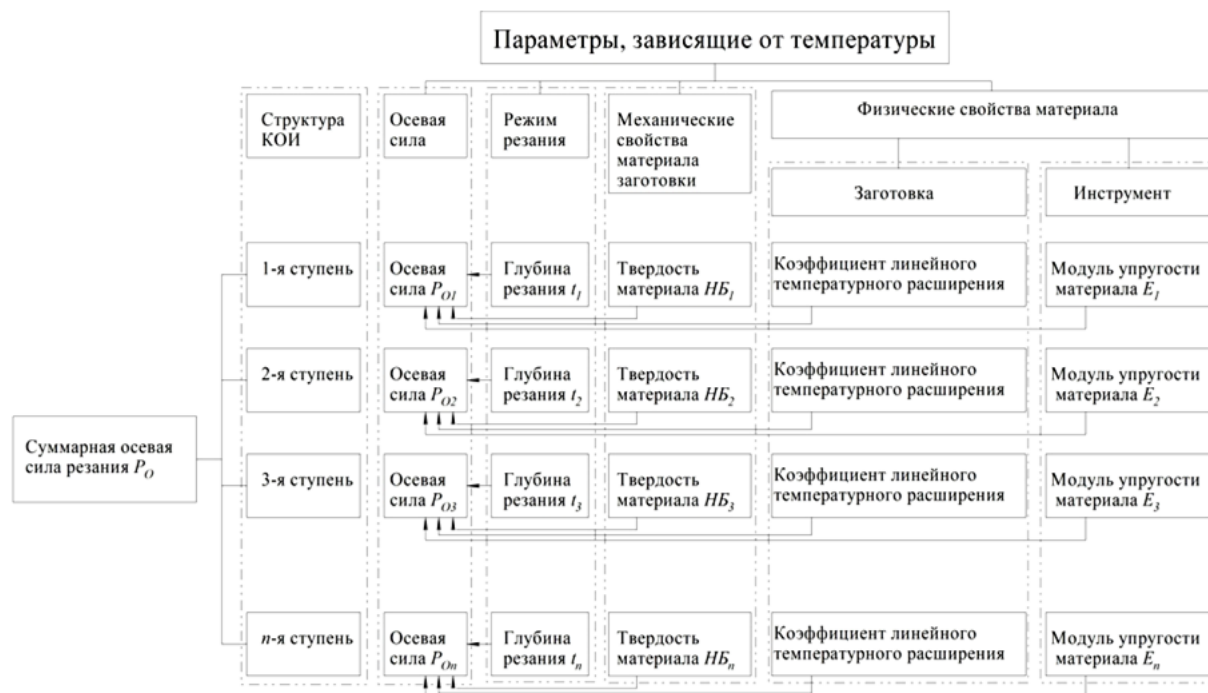 Параметры, зависящие от температуры
Структура
КОИ
Осевая
сила
Режим
резания
Механические
свойства
материала
заготовки
Физические свойства материала
Заготовка
Инструмент
1-я ступень
Осевая
сила P_O1
Глубина
резания t_1
Твердость
материала НБ_1
Коэффициент линейного
температурного расширения
Модуль упругости
материала E_1
2-я ступень
Осевая
сила P_O2
Глубина
резания t_2
Твердость
материала НБ_2
Коэффициент линейного
температурного расширения
Модуль упругости
материала E_2
Суммарная осевая
сила резания P_O
3-я ступень
Осевая
сила P_O3
Глубина
резания t_3
Твердость
материала НБ_3
Коэффициент линейного
температурного расширения
Модуль упругости
материала E_3
n-я ступень
Осевая
сила P_On
Глубина
резания t_n
Твердость
материала НБ_n
Коэффициент линейного
температурного расширения
Модуль упругости
материала E_n